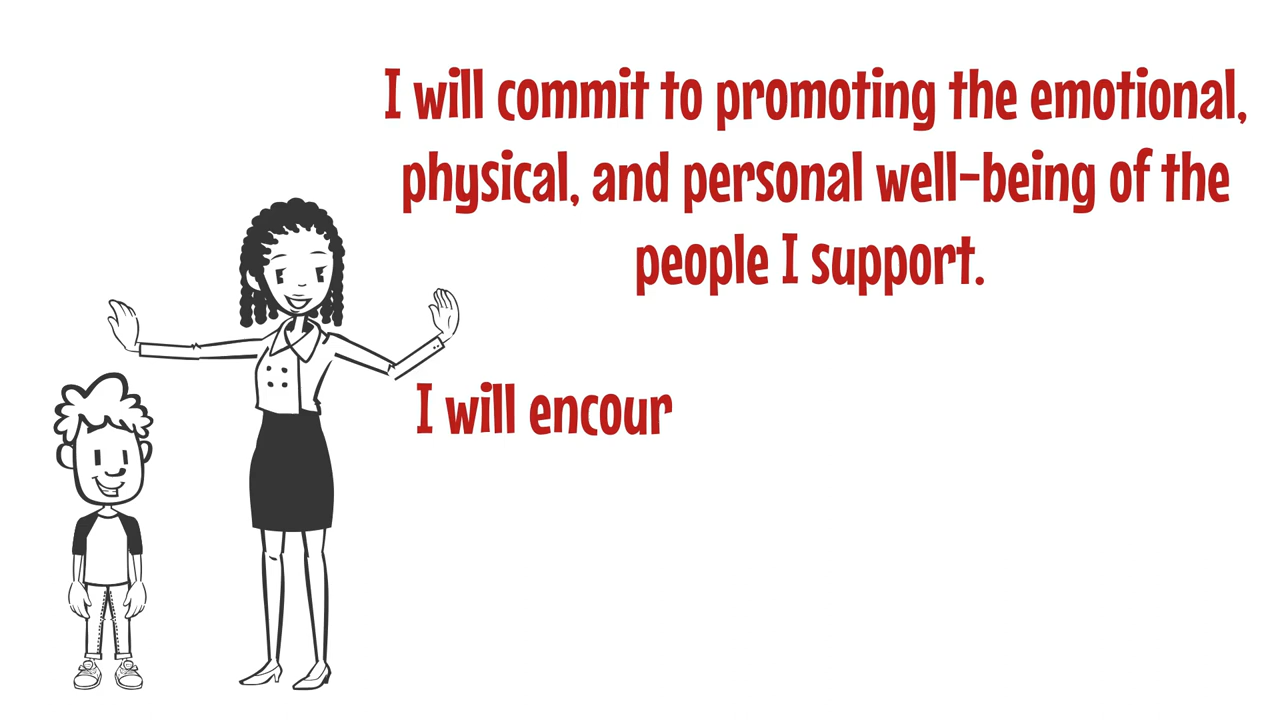 I will commit to promoting the emotional,
physical, and personal well-being of the
people I support.
I will encour